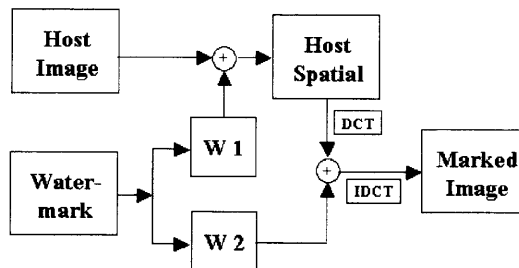 Host
Image
+
Host
Spatial
DCT
W 1
Water-
mark
+
IDCT
Marked
Image
W 2